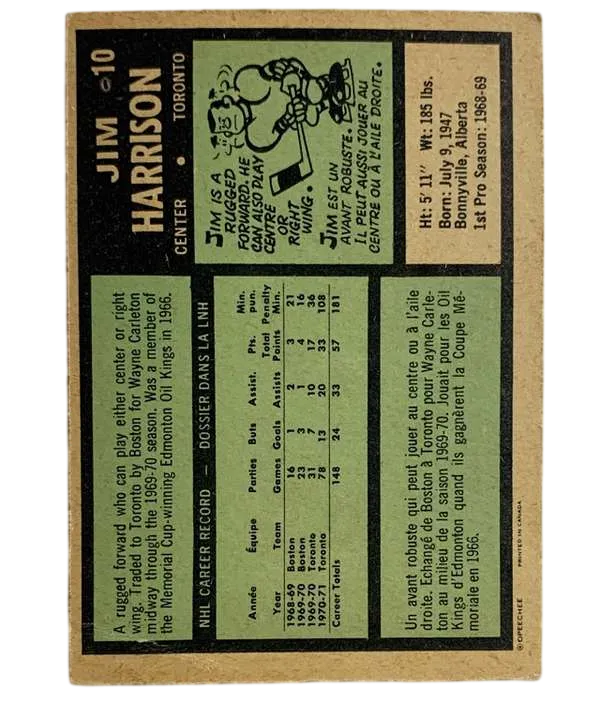 10
JIM
HARRISON
CENTER • TORONTO
A rugged forward who can play either center or right
wing. Traded to Toronto by Boston for Wayne Carleton
midway through the 1969-70 season. Was a member of
the Memorial Cup-winning Edmonton Oil Kings in 1966.
JIM IS A
RUGGED
FORWARD. HE
CAN ALSO PLAY
CENTRE
OR
RIGHT
WING.
JIM EST UN
AVANT ROBUSTE.
IL PEUT AUSSI JOUER AU
CENTRE OU À L'AILE DROITE.
NHL CAREER RECORD — DOSSIER DANS LA LNH
Année Équipe Parties Buts Assist. Pts. Min. pun.
Year Team Games Goals Assists Total Points Penalty Min.
1968-69 Boston 16 1 2 3 21
1969-70 Boston 23 3 1 4 16
1969-70 Toronto 31 7 10 17 36
1970-71 Toronto 78 13 20 33 108
Career Totals 148 24 33 57 181
Un avant robuste qui peut jouer au centre ou à l'aile
droite. Echangé de Boston à Toronto pour Wayne Carle-
ton au milieu de la saison 1969-70. Jouait pour les Oil
Kings d'Edmonton quand ils gagnèrent la Coupe Mé-
moriale en 1966.
Ht: 5' 11" Wt: 185 lbs.
Born: July 9, 1947
Bonnyville, Alberta
1st Pro Season: 1968-69
© OPEECHEE PRINTED IN CANADA